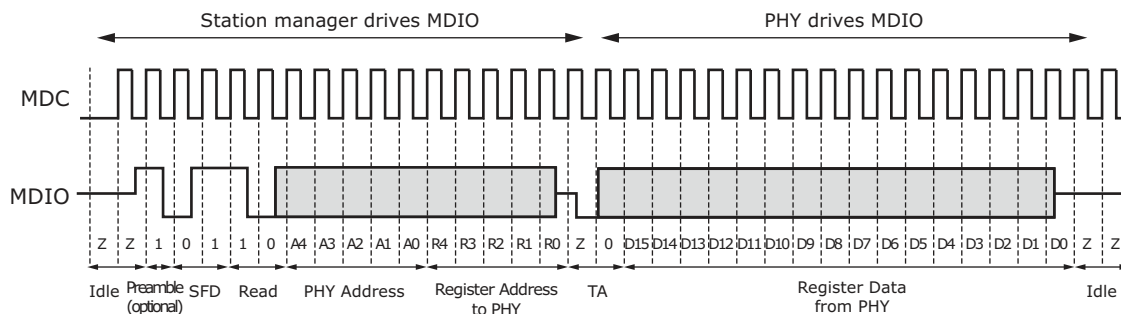 Station manager drives MDIO PHY drives MDIO
MDC
MDIO
Z Z 1 0 1 1 0 A4 A3 A2 A1 A0 R4 R3 R2 R1 R0 Z 0 D15 D14 D13 D12 D11 D10 D9 D8 D7 D6 D5 D4 D3 D2 D1 D0 Z Z
Idle Preamble (optional) SFD Read PHY Address Register Address to PHY TA Register Data from PHY Idle